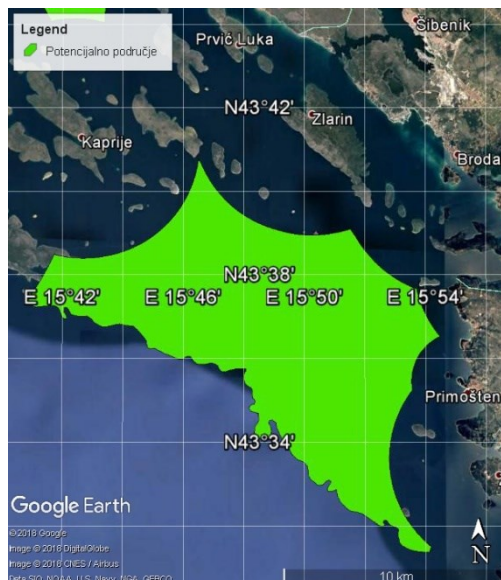 Legend
Potencijalno područje
Šibenik
Prvić Luka
N43°42'
Zlarin
Kaprije
Broda
N43°38'
E 15°42'
E 15°46'
E 15°50'
E 15°54'
Primošten
N43°34'
Google Earth
©2018 Google
Image © 2018 DigitalGlobe
Image © 2018 CNES / Airbus
Data SIO, NOAA, U.S. Navy, NGA, GEBCO
10 km
N